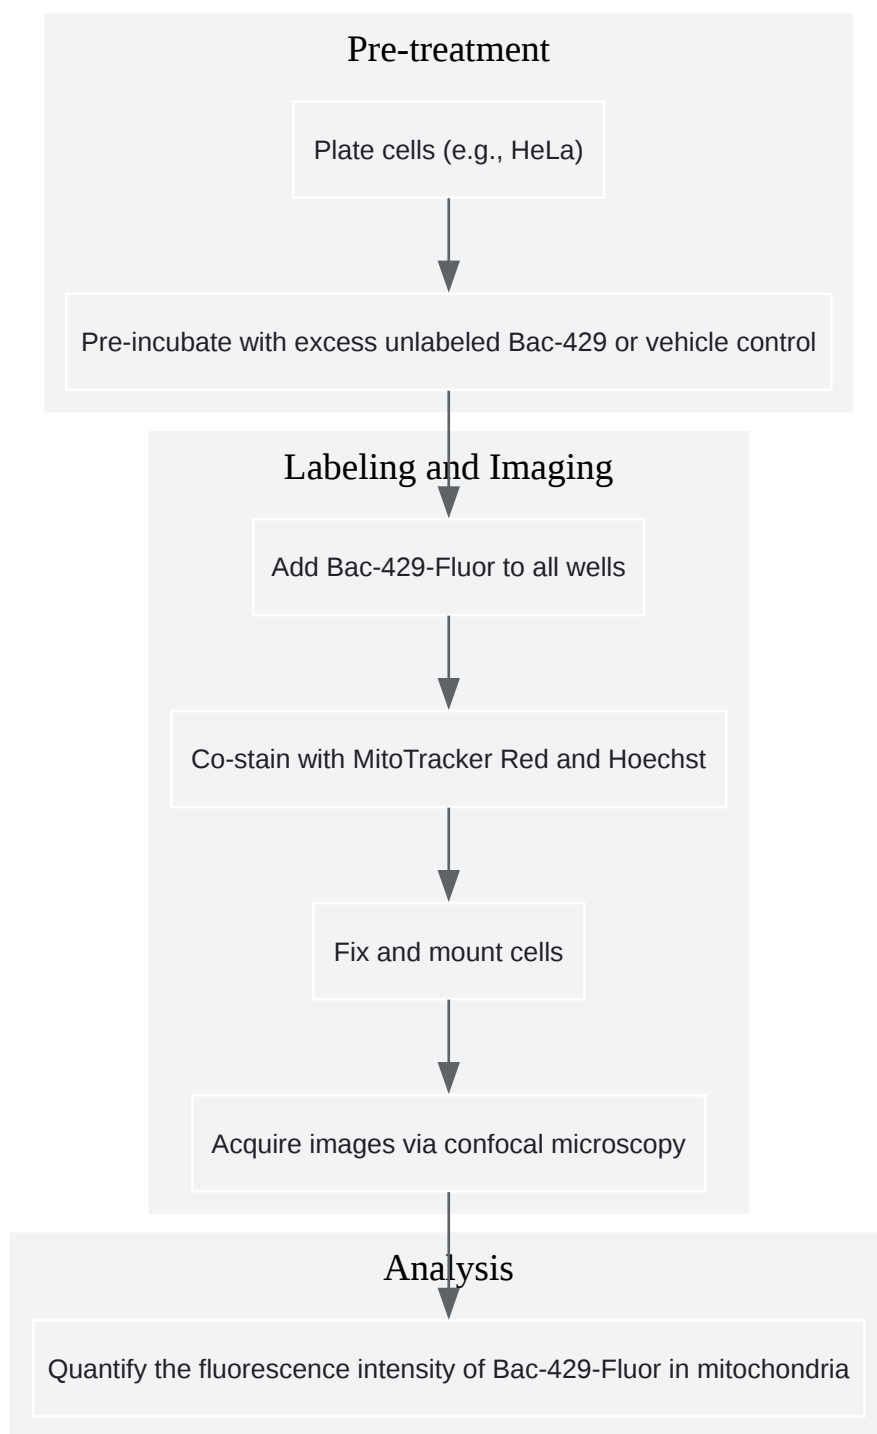 Pre-treatment
Plate cells (e.g., HeLa)
Pre-incubate with excess unlabeled Bac-429 or vehicle control
Labeling and Imaging
Add Bac-429-Fluor to all wells
Co-stain with MitoTracker Red and Hoechst
Fix and mount cells
Acquire images via confocal microscopy
Analysis
Quantify the fluorescence intensity of Bac-429-Fluor in mitochondria